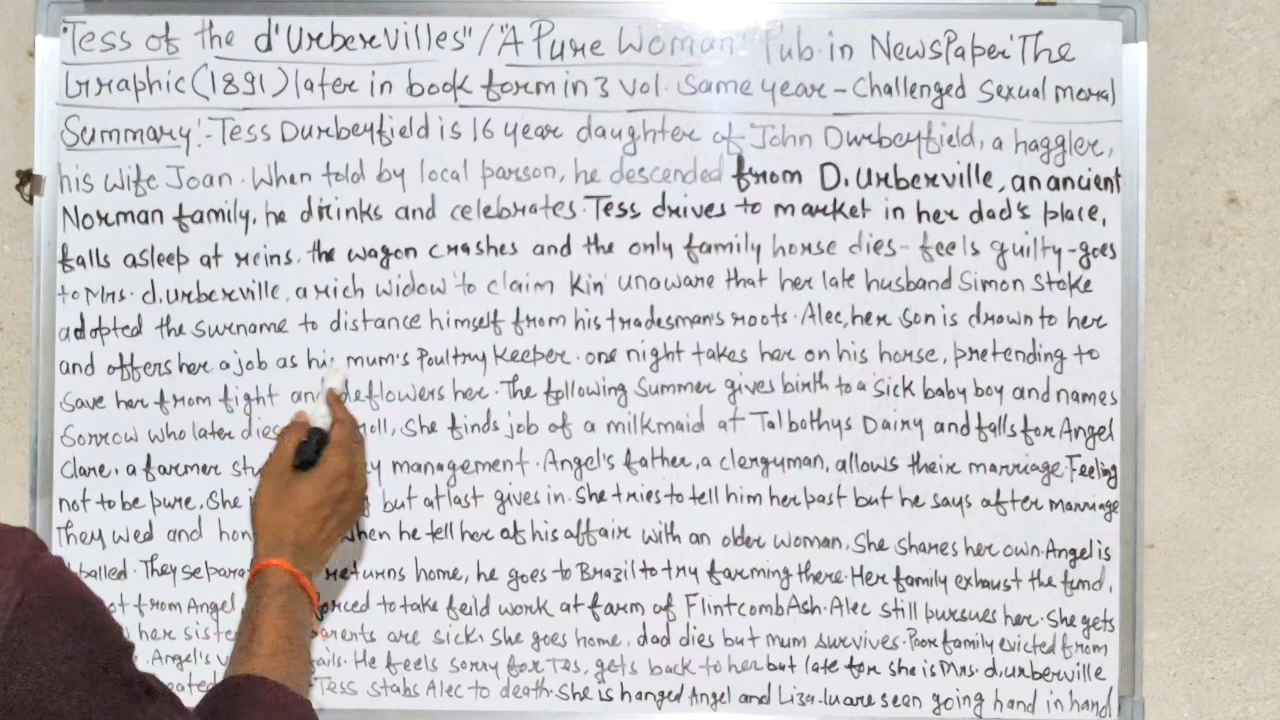 "Tess of the d'Urbervilles"/"A Pure Woman" Pub. in NewsPaper 'The
Graphic (1891) later in book form in 3 vol. Same year - Challenged Sexual moral
Summary:- Tess Durbeyfield is 16 year daughter of John Durbeyfield, a haggler,
his wife Joan. When told by local parson, he descended from D.Urberville, an ancient
Norman family, he drinks and celebrates. Tess drives to market in her dad's place,
falls asleep at reins. the wagon crashes and the only family horse dies - feels guilty - goes
to Mrs. d.urberville, a rich widow 'to claim Kin' unaware that her late husband Simon Stoke
adopted the surname to distance himself from his tradesman's roots. Alec, her son is drawn to her
and offers her a job as his mum's Poultry Keeper. one night takes her on his horse, pretending to
save her from fight and deflowers her. The following Summer gives birth to a sick baby boy and names
Sorrow who later dies. She finds job of a milkmaid at Talbothys Dairy and falls for Angel
Clare, a farmer management. Angel's father, a clergyman, allows their marriage. Feeling
not to be pure, She but at last gives in. She tries to tell him her past but he says after marriage
They wed and when he tell her of his affair with an older woman, She shares her own. Angel is
They returns home, he goes to Brazil to try farming there. Her family exhaust the fund,
from Angel to take feild work at farm of FlintcombAsh. Alec still pursues her. She gets
her are sick. She goes home, dad dies but mum survives. Poor family evicted from
Angel's He feels sorry for Tes, gets back to her but late for she is Mrs. d.urberville
Tess stabs Alec to death. She is hanged Angel and Liza-lu are seen going hand in hand